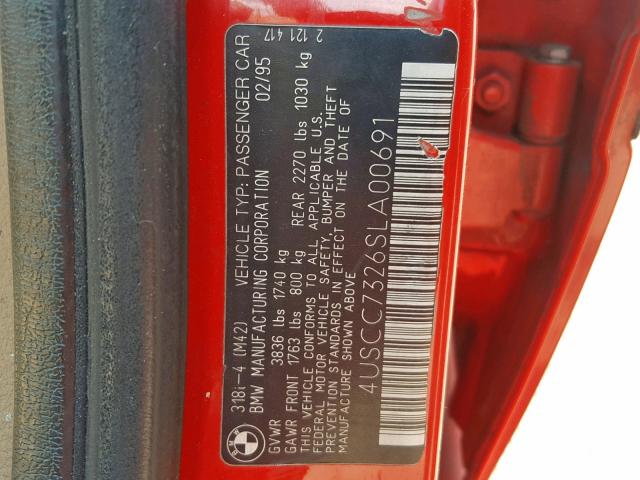 318i-4 (M42) VEHICLE TYP: PASSENGER CAR 2 121 417
BMW MANUFACTURING CORPORATION 02/95
GVWR 3836 lbs 1740 kg
GAWR FRONT 1763 lbs 800 kg REAR 2270 lbs 1030 kg
THIS VEHICLE CONFORMS TO ALL APPLICABLE U.S.
FEDERAL MOTOR VEHICLE SAFETY, BUMPER AND THEFT
PREVENTION STANDARDS IN EFFECT ON THE DATE OF
MANUFACTURE SHOWN ABOVE.
4USCC7326SLA00691